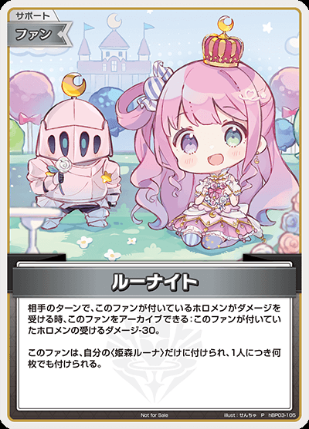 サポート
ファン
ルーナイト
相手のターンで、このファンが付いているホロメンがダメージを
受ける時、このファンをアーカイブできる：このファンが付いてい
たホロメンの受けるダメージ-30。
このファンは、自分の〈姫森ルーナ〉だけに付けられ、1人につき何
枚でも付けられる。
Not for Sale
illust：せんちゃ P hBP03-105